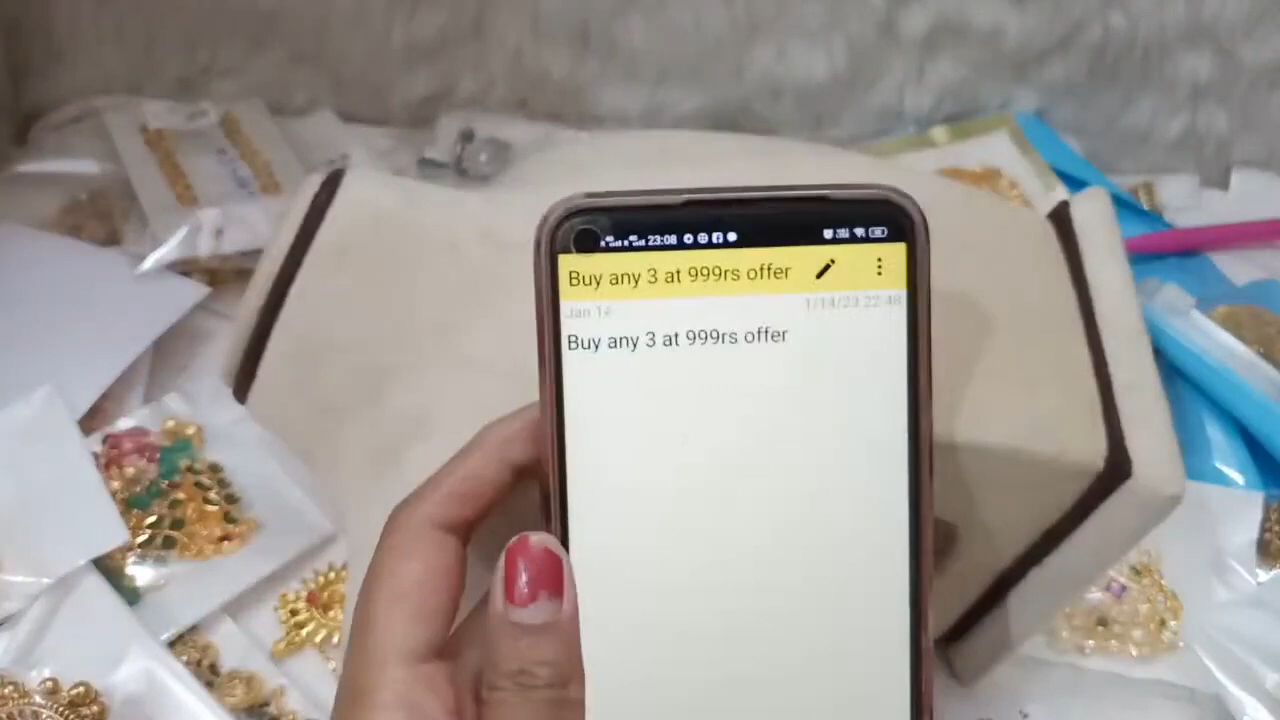 23:08
Buy any 3 at 999rs offer
Jan 14
1/14/23 22:48
Buy any 3 at 999rs offer